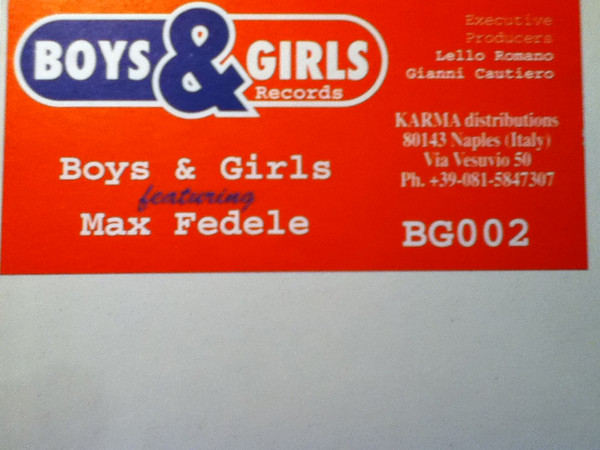 BOYS & GIRLS
Records
Executive
Producers
Lello Romano
Gianni Cautiero
KARMA distributions
80143 Naples (Italy)
Via Vesuvio 50
Ph. +39-081-5847307
Boys & Girls
featuring
Max Fedele
BG002